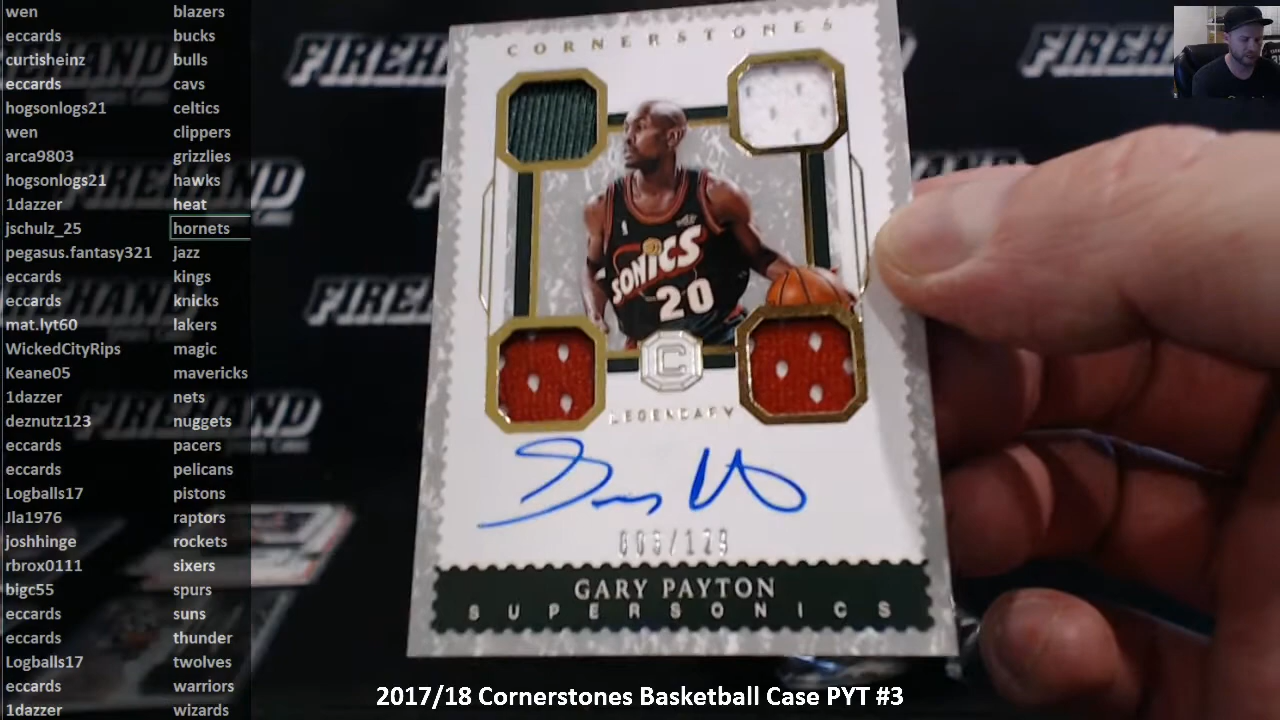 wen blazers
eccards bucks
curtisheinz bulls
eccards cavs
hogsonlogs21 celtics
wen clippers
arca9803 grizzlies
hogsonlogs21 hawks
1dazzer heat
jschulz_25 hornets
pegasus.fantasy321 jazz
eccards kings
eccards knicks
mat.lyt60 lakers
WickedCityRips magic
Keane05 mavericks
1dazzer nets
deznutz123 nuggets
eccards pacers
eccards pelicans
Logballs17 pistons
Jla1976 raptors
joshhinge rockets
rbrox0111 sixers
bigc55 spurs
eccards suns
eccards thunder
Logballs17 twolves
eccards warriors
1dazzer wizards
CORNERSTONES
SONICS
20
C
LEGENDARY
003/129
GARY PAYTON
SUPERSONICS
FIREHAND
2017/18 Cornerstones Basketball Case PYT #3